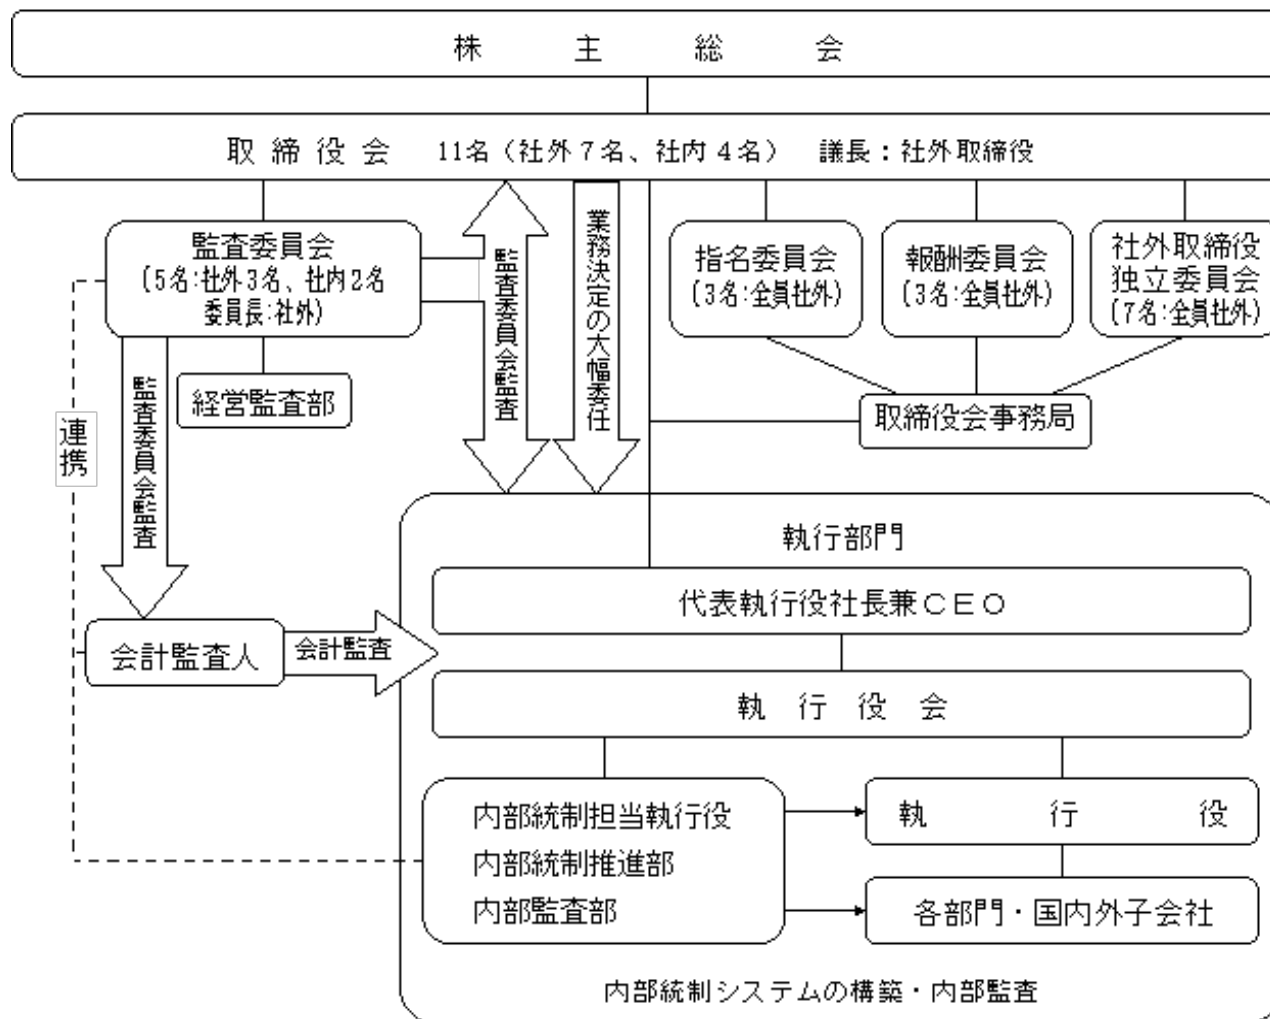 株主総会
取締役会 11名（社外７名、社内４名） 議長：社外取締役
監査委員会
(5名:社外3名、社内2名
委員長:社外)
経営監査部
監査委員会監査
業務決定の大幅委任
指名委員会
(3名:全員社外)
報酬委員会
(3名:全員社外)
社外取締役
独立委員会
(7名:全員社外)
取締役会事務局
監査委員会監査
連携
執行部門
代表執行役社長兼ＣＥＯ
会計監査人
会計監査
執行役会
内部統制担当執行役
内部統制推進部
内部監査部
執行役
各部門・国内外子会社
内部統制システムの構築・内部監査